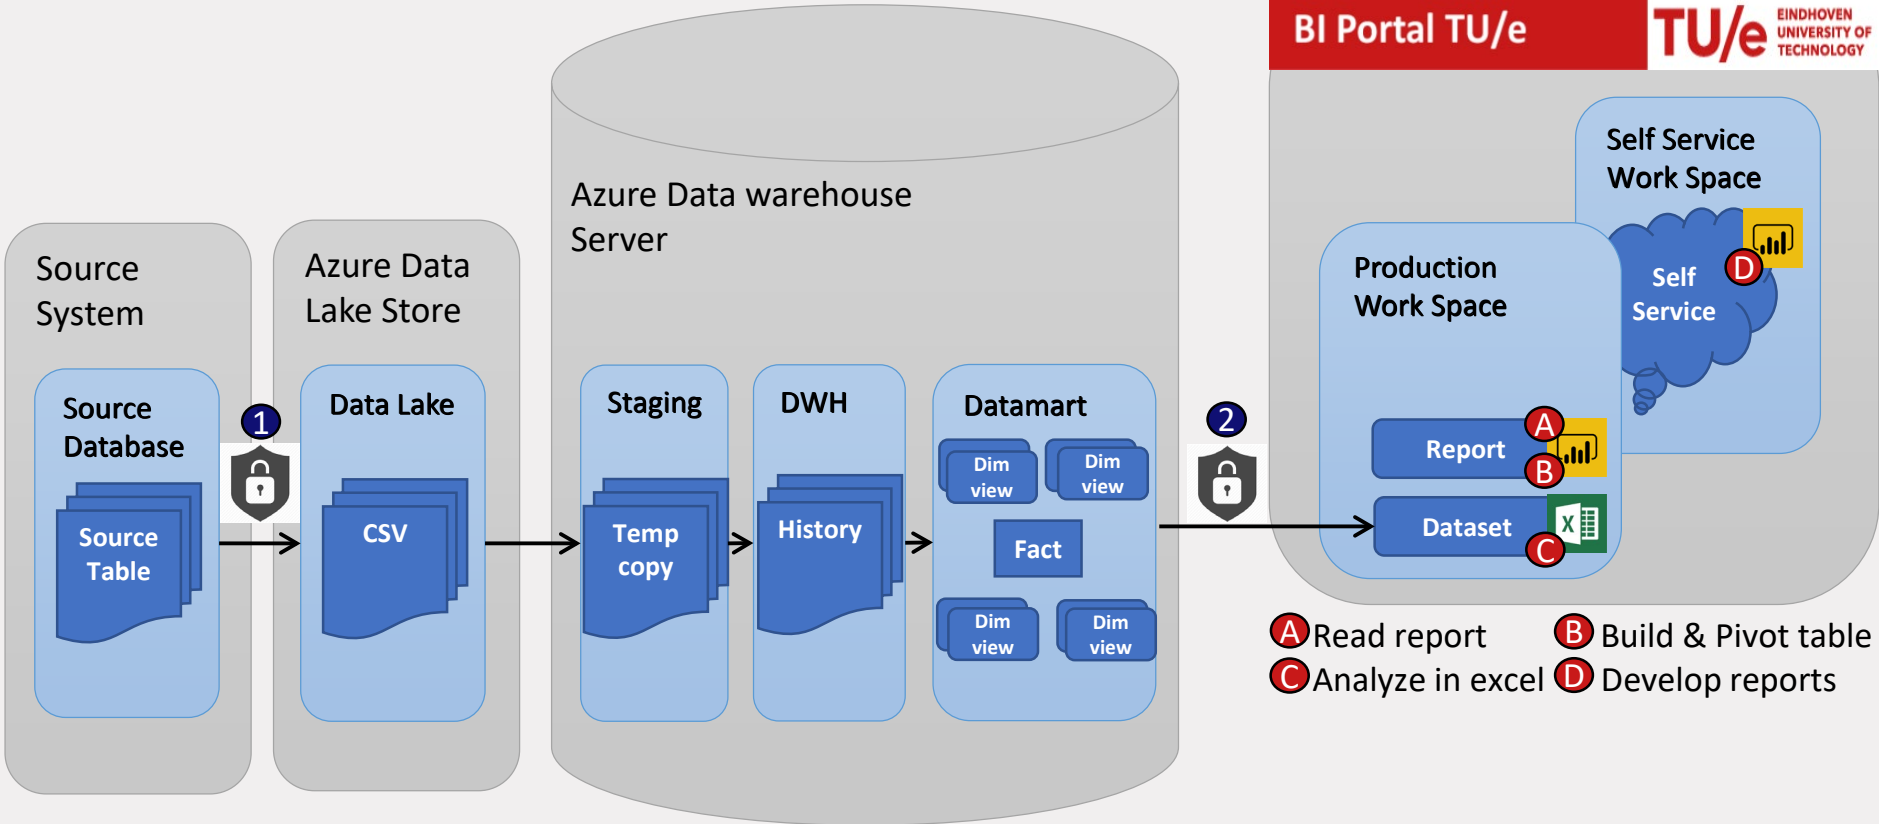 BI Portal TU/e
TU/e
EINDHOVEN
UNIVERSITY OF
TECHNOLOGY
Source
System
Source
Database
Source
Table
1
Azure Data
Lake Store
Data Lake
CSV
Azure Data warehouse
Server
Staging
Temp
copy
DWH
History
Datamart
Dim
view
Dim
view
Fact
Dim
view
Dim
view
2
Self Service
Work Space
Self
Service
D
Production
Work Space
Report
A
B
Dataset
X
C
A Read report
B Build & Pivot table
C Analyze in excel
D Develop reports